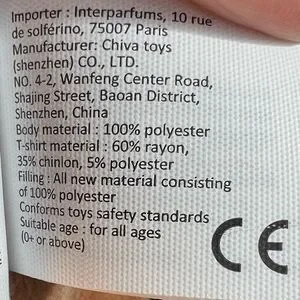 Importer : Interparfums, 10 rue
de solférino, 75007 Paris
Manufacturer: Chiva toys
(shenzhen) CO., LTD.
NO. 4-2, Wanfeng Center Road,
Shajing Street, Baoan District,
Shenzhen, China
Body material : 100% polyester
T-shirt material : 60% rayon,
35% chinlon, 5% polyester
Filling : All new material consisting
of 100% polyester
Conforms toys safety standards
Suitable age : for all ages
(0+ or above)
CE